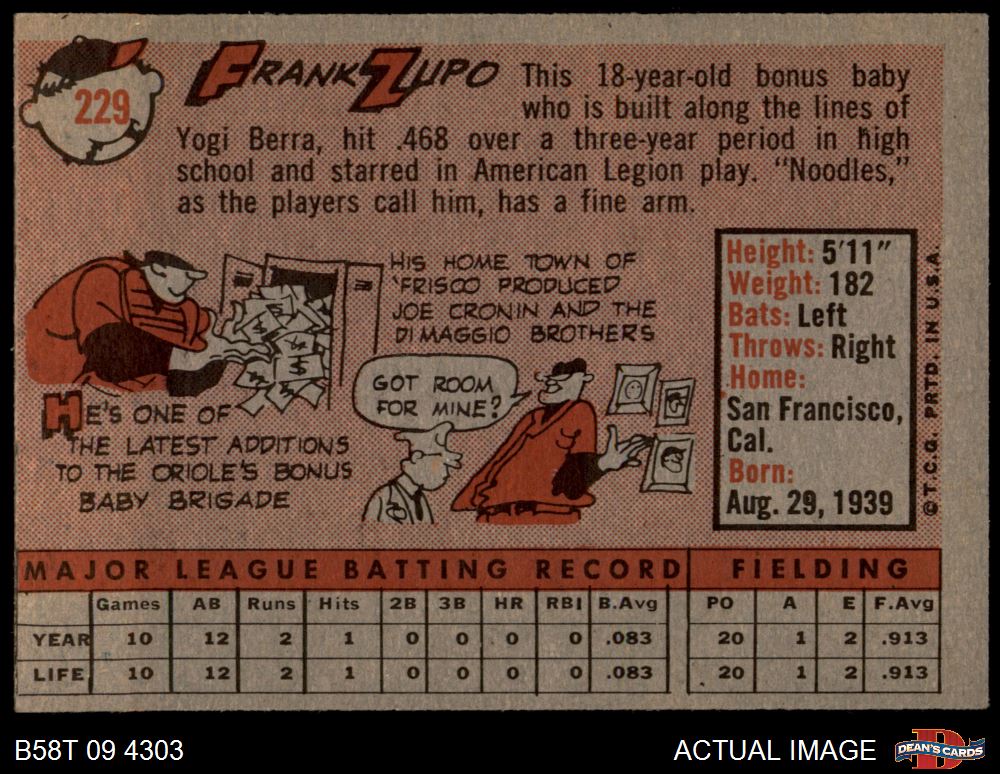 229
FRANK ZUPO
This 18-year-old bonus baby
who is built along the lines of
Yogi Berra, hit .468 over a three-year period in high
school and starred in American Legion play. "Noodles,"
as the players call him, has a fine arm.
HIS HOME TOWN OF
'FRISCO PRODUCED
JOE CRONIN AND THE
DI MAGGIO BROTHERS
GOT ROOM
FOR MINE?
HE'S ONE OF
THE LATEST ADDITIONS
TO THE ORIOLE'S BONUS
BABY BRIGADE
Height: 5'11"
Weight: 182
Bats: Left
Throws: Right
Home:
San Francisco,
Cal.
Born:
Aug. 29, 1939
© T.C.G. PRTD. IN U.S.A.
MAJOR LEAGUE BATTING RECORD FIELDING
Games AB Runs Hits 2B 3B HR RBI B.Avg PO A E F.Avg
YEAR 10 12 2 1 0 0 0 0 .083 20 1 2 .913
LIFE 10 12 2 1 0 0 0 0 .083 20 1 2 .913
B58T 09 4303
ACTUAL IMAGE
DEAN'S CARDS